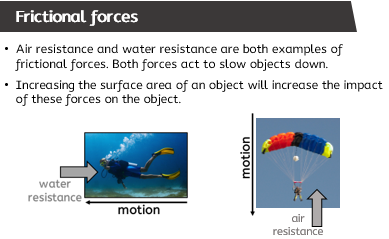 Frictional forces
• Air resistance and water resistance are both examples of
frictional forces. Both forces act to slow objects down.
• Increasing the surface area of an object will increase the impact
of these forces on the object.
water
resistance
motion
motion
air
resistance